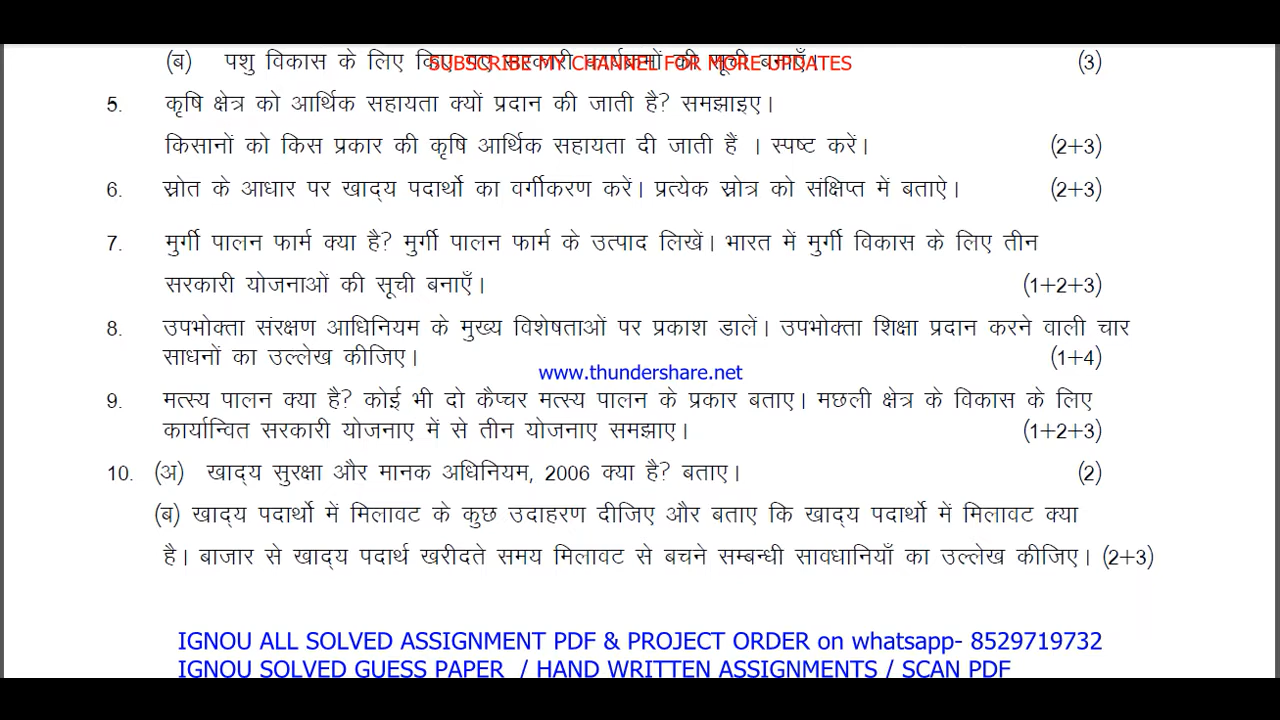 (ब) पशु विकास के लिए किए गए सरकारी कार्यक्रमों की सूची बनाएँ। (3)
SUBSCRIBE MY CHANNEL FOR MORE UPDATES
5. कृषि क्षेत्र को आर्थिक सहायता क्यों प्रदान की जाती है? समझाइए।
किसानों को किस प्रकार की कृषि आर्थिक सहायता दी जाती हैं । स्पष्ट करें। (2+3)
6. स्रोत के आधार पर खाद्य पदार्थो का वर्गीकरण करें। प्रत्येक स्रोत्र को संक्षिप्त में बताऐ। (2+3)
7. मुर्गी पालन फार्म क्या है? मुर्गी पालन फार्म के उत्पाद लिखें। भारत में मुर्गी विकास के लिए तीन
सरकारी योजनाओं की सूची बनाएँ। (1+2+3)
8. उपभोक्ता संरक्षण आधिनियम के मुख्य विशेषताओं पर प्रकाश डालें। उपभोक्ता शिक्षा प्रदान करने वाली चार
साधनों का उल्लेख कीजिए। (1+4)
www.thundershare.net
9. मत्स्य पालन क्या है? कोई भी दो कैप्चर मत्स्य पालन के प्रकार बताए। मछली क्षेत्र के विकास के लिए
कार्यान्वित सरकारी योजनाए में से तीन योजनाए समझाए। (1+2+3)
10. (अ) खाद्य सुरक्षा और मानक अधिनियम, 2006 क्या है? बताए। (2)
(ब) खाद्य पदार्थो में मिलावट के कुछ उदाहरण दीजिए और बताए कि खाद्य पदार्थो में मिलावट क्या
है। बाजार से खाद्य पदार्थ खरीदते समय मिलावट से बचने सम्बन्धी सावधानियाँ का उल्लेख कीजिए। (2+3)
IGNOU ALL SOLVED ASSIGNMENT PDF & PROJECT ORDER on whatsapp- 8529719732
IGNOU SOLVED GUESS PAPER / HAND WRITTEN ASSIGNMENTS / SCAN PDF